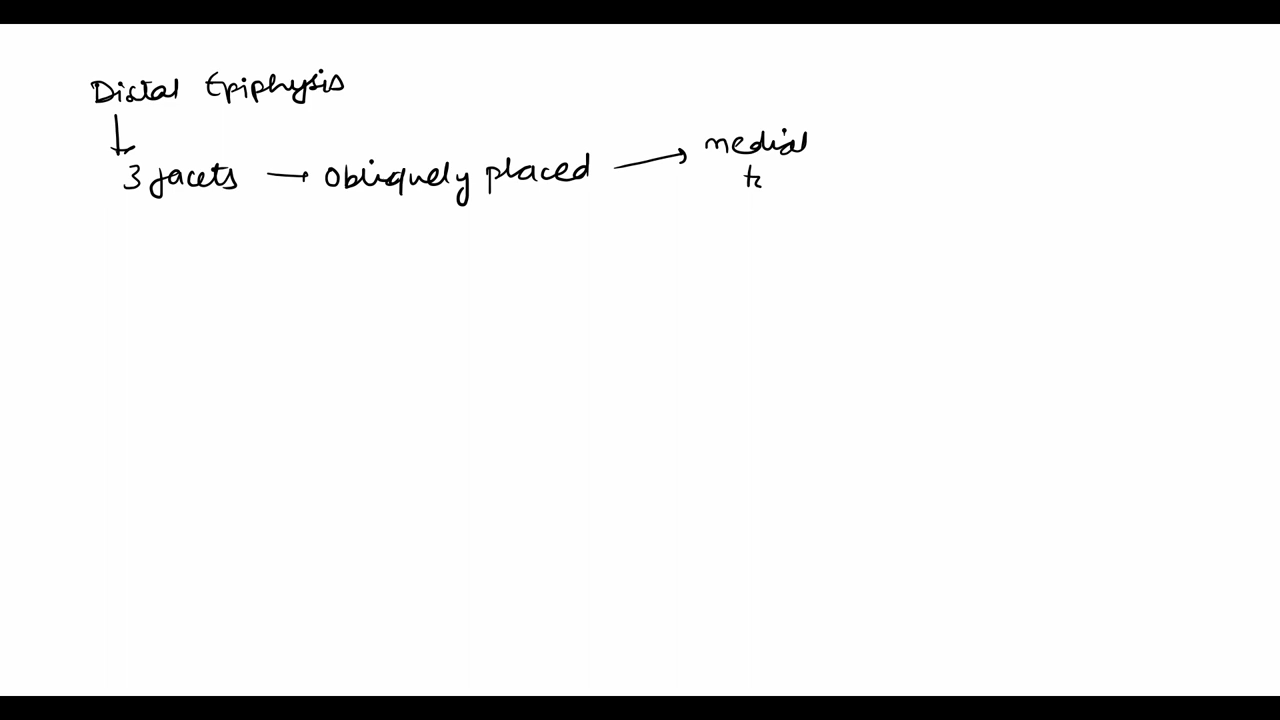 Distal Epiphysis
↓
3 facets → Obliquely placed → medial